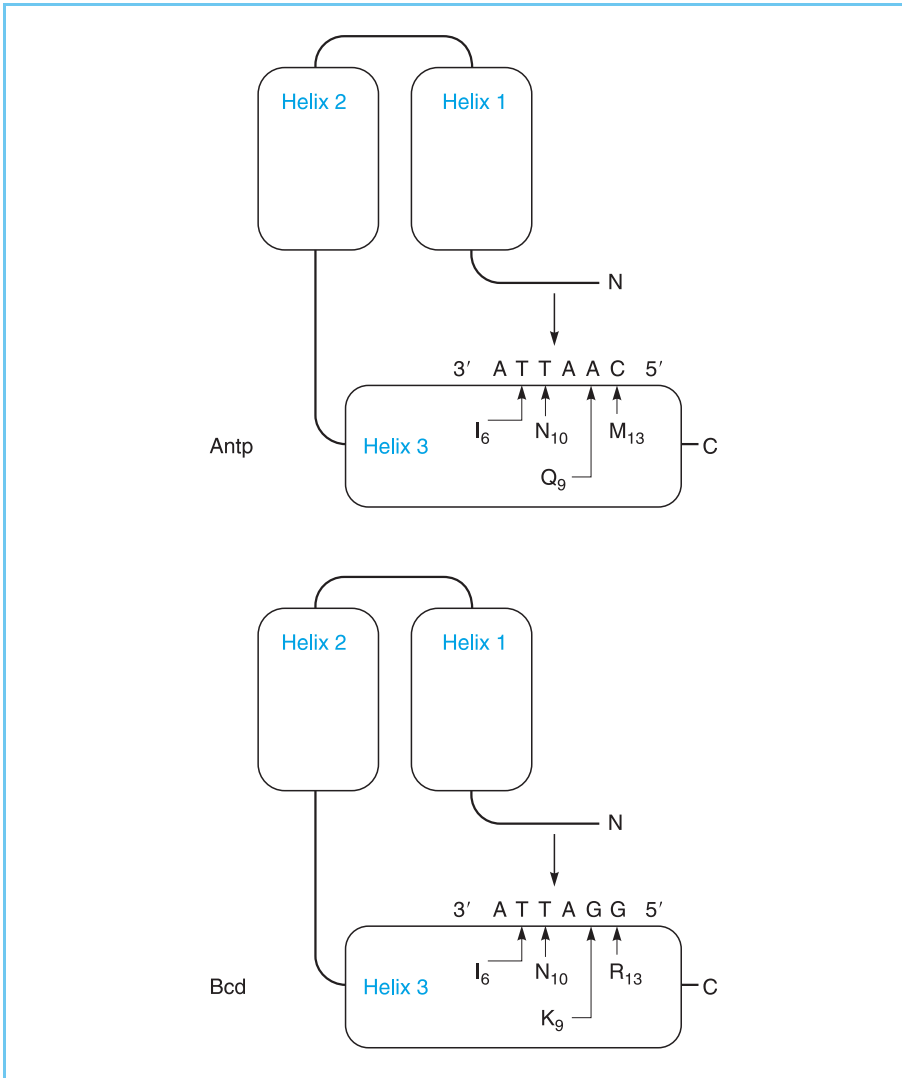 Helix 2 Helix 1
N
3′ A T T A A C 5′
I6 N10 M13
Antp Helix 3 C
Q9
Helix 2 Helix 1
N
3′ A T T A G G 5′
I6 N10 R13
Bcd Helix 3 C
K9